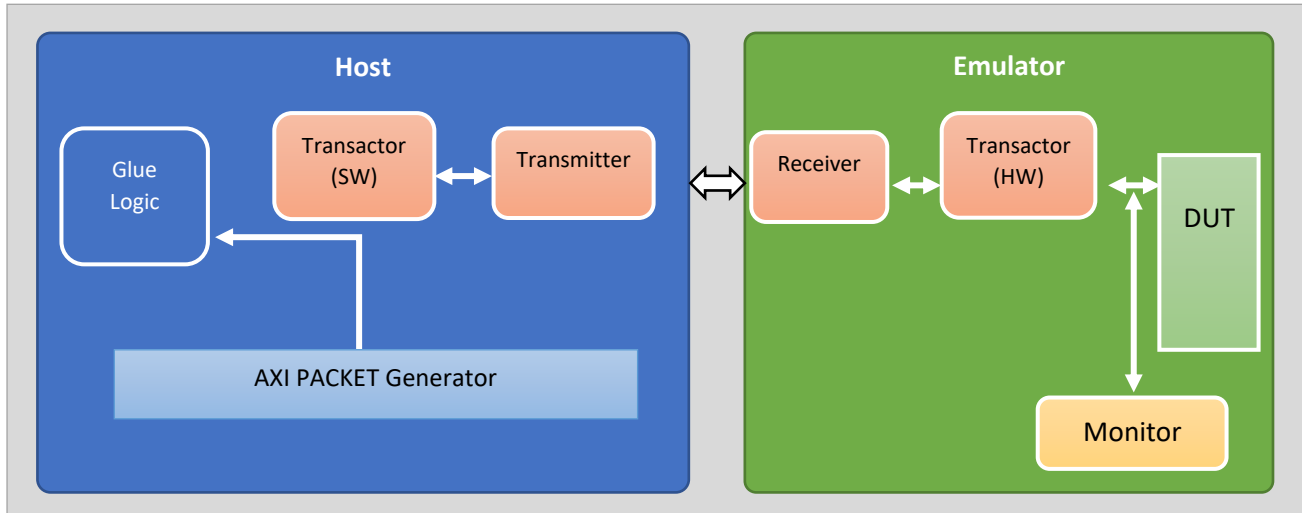 Host
Glue
Logic
Transactor
(SW)
Transmitter
AXI PACKET Generator
Emulator
Receiver
Transactor
(HW)
DUT
Monitor